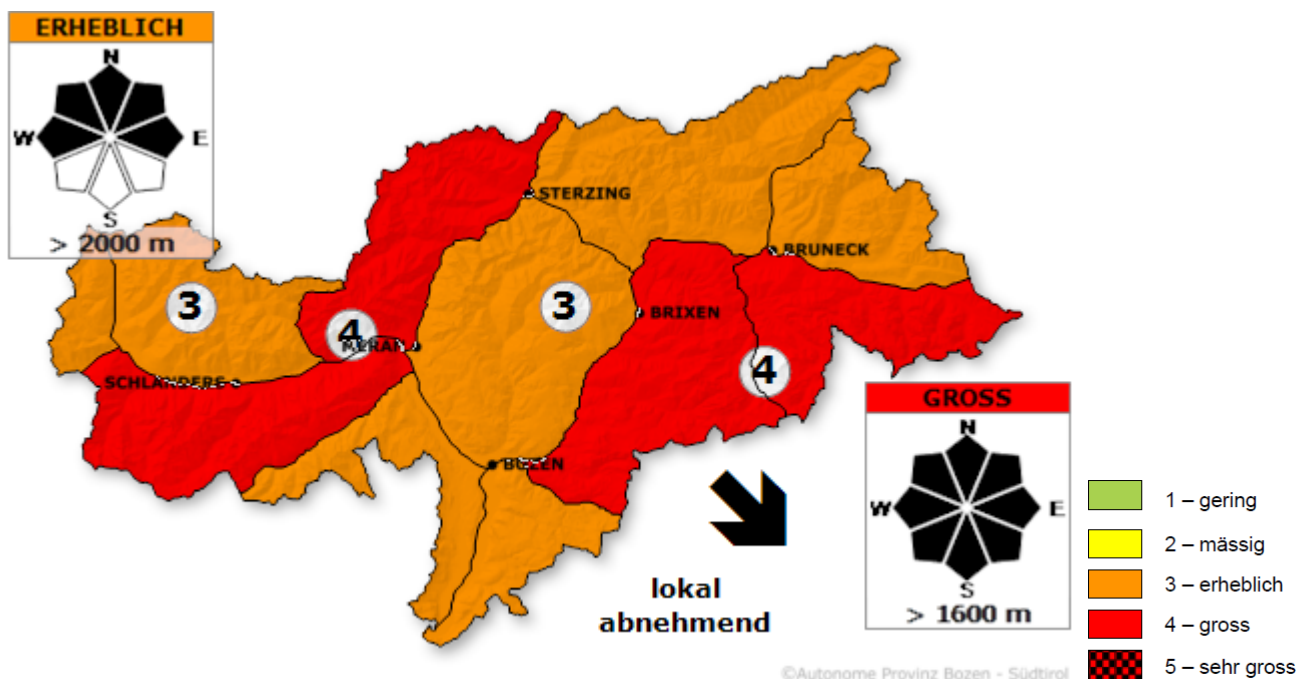 ERHEBLICH
N
W E
S
> 2000 m
STERZING
BRUNECK
3
3
BRIXEN
4
MERAN
4
SCHLANDERS
BOZEN
GROSS
N
W E
S
> 1600 m
lokal
abnehmend
1 – gering
2 – mässig
3 – erheblich
4 – gross
5 – sehr gross
©Autonome Provinz Bozen - Südtirol